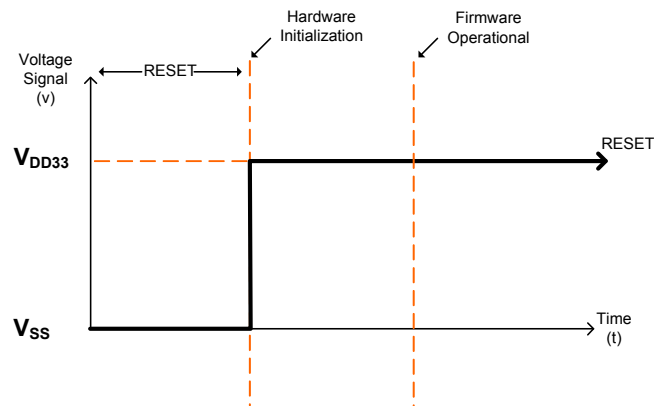 Hardware
Initialization
Firmware
Operational
Voltage
Signal
(v)
RESET
VDD33
RESET
VSS
Time
(t)